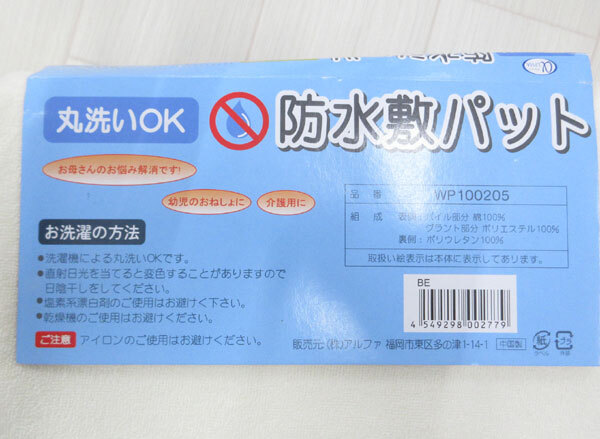 丸洗いOK
防水敷パット
お母さんのお悩み解消です!
幼児のおねしょに
介護用に
お洗濯の方法
●洗濯機による丸洗いOKです。
●直射日光を当てると変色することがありますので
日陰干しをしてください。
●塩素系漂白剤のご使用はお避け下さい。
●乾燥機のご使用はお避けください。
ご注意 アイロンのご使用はお避けください。
品番 WP100205
組成 表側:パイル部分 綿100%
グラント部分 ポリエステル100%
裏側:ポリウレタン100%
取扱い絵表示は本体に表示してあります。
BE
4 549298 002779
販売元:(株)アルファ 福岡市東区多の津1-14-1
中国製
紙
ラベル
プラ
外袋